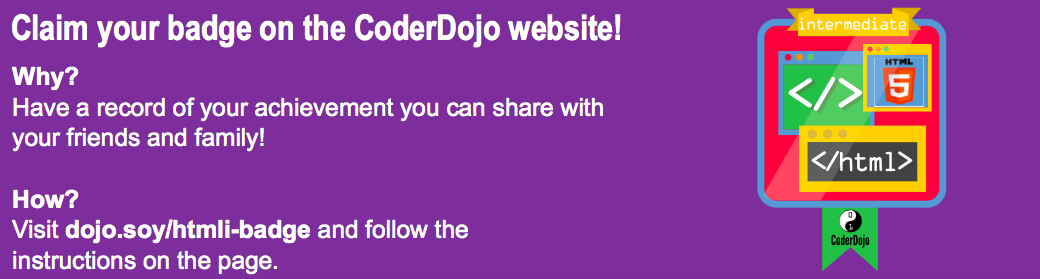 Claim your badge on the CoderDojo website!
Why?
Have a record of your achievement you can share with
your friends and family!
How?
Visit dojo.soy/htmli-badge and follow the
instructions on the page.
intermediate
HTML
5
</>
</html>
CoderDojo